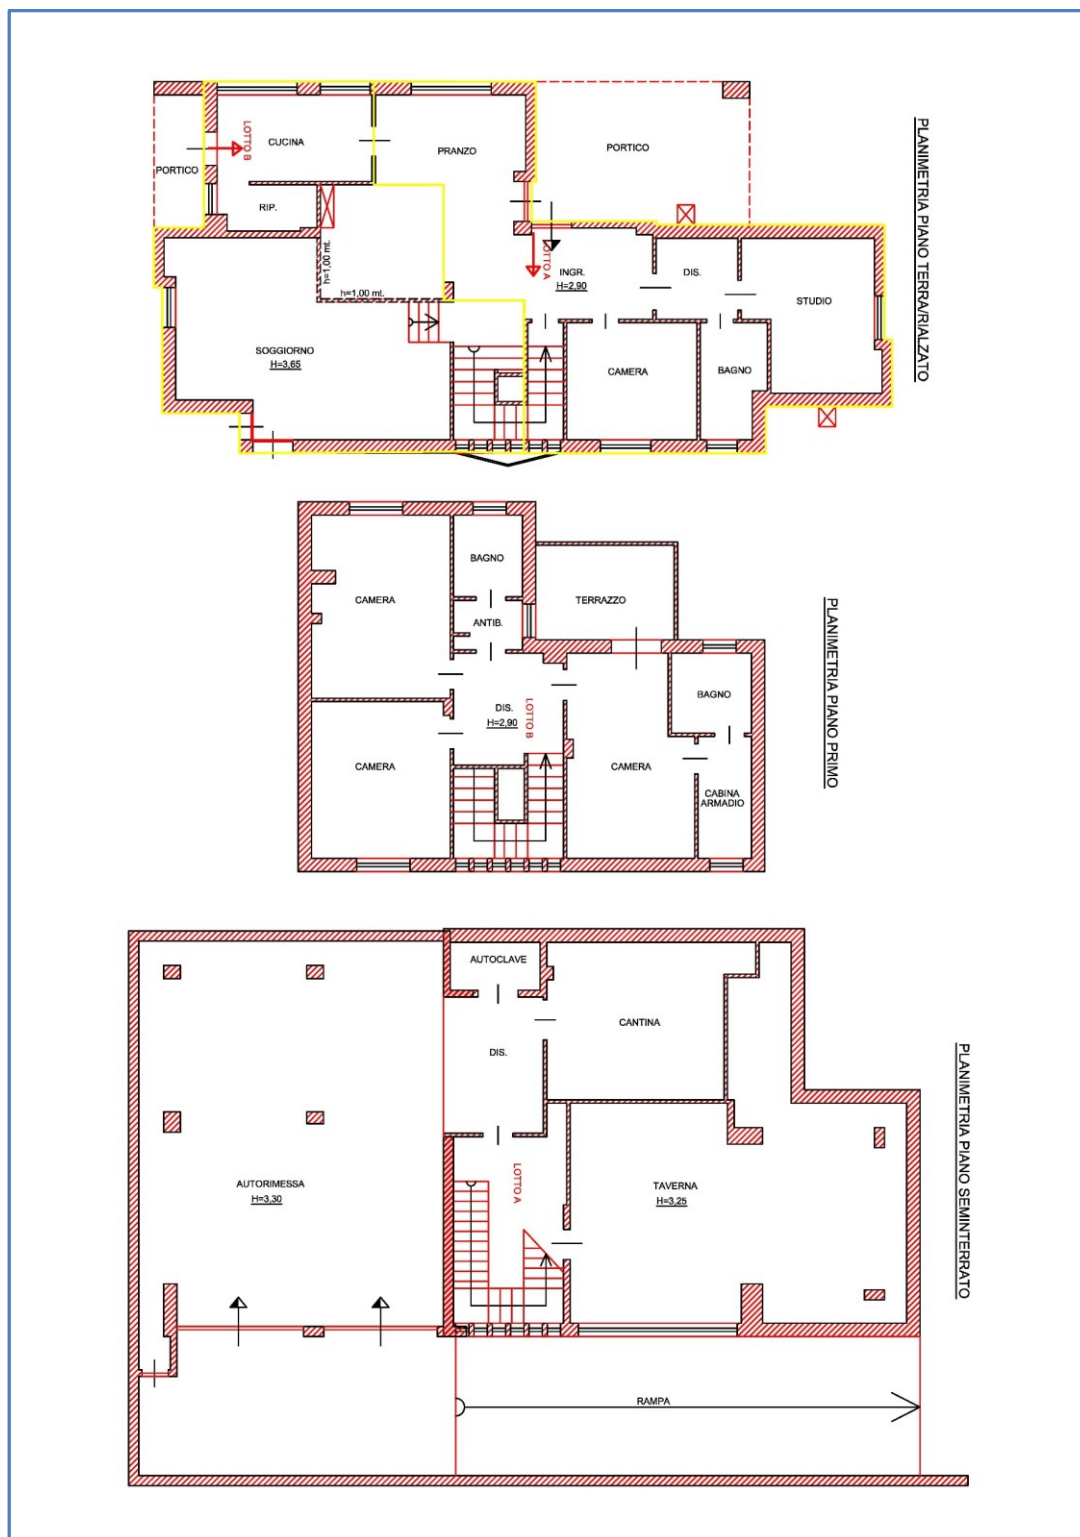 PLANIMETRIA PIANO TERRA/RIALZATO
PORTICO
LOTTO B
CUCINA
PRANZO
PORTICO
RIP.
h=1,00 mt.
h=1,00 mt.
LOTTO A
INGR.
H=2,90
DIS.
STUDIO
SOGGIORNO
H=3,65
CAMERA
BAGNO
PLANIMETRIA PIANO PRIMO
BAGNO
CAMERA
ANTIB.
TERRAZZO
DIS.
H=2,90
LOTTO B
BAGNO
CAMERA
CAMERA
CABINA
ARMADIO
PLANIMETRIA PIANO SEMINTERRATO
AUTOCLAVE
CANTINA
DIS.
LOTTO A
AUTORIMESSA
H=3,30
TAVERNA
H=3,25
RAMPA